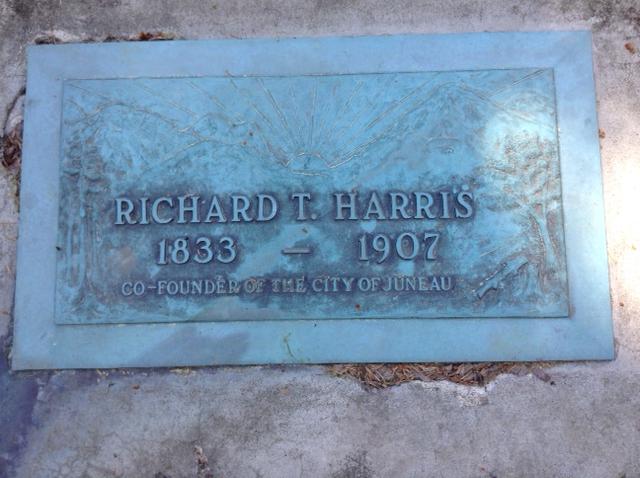 RICHARD T. HARRIS
1833 — 1907
CO-FOUNDER OF THE CITY OF JUNEAU